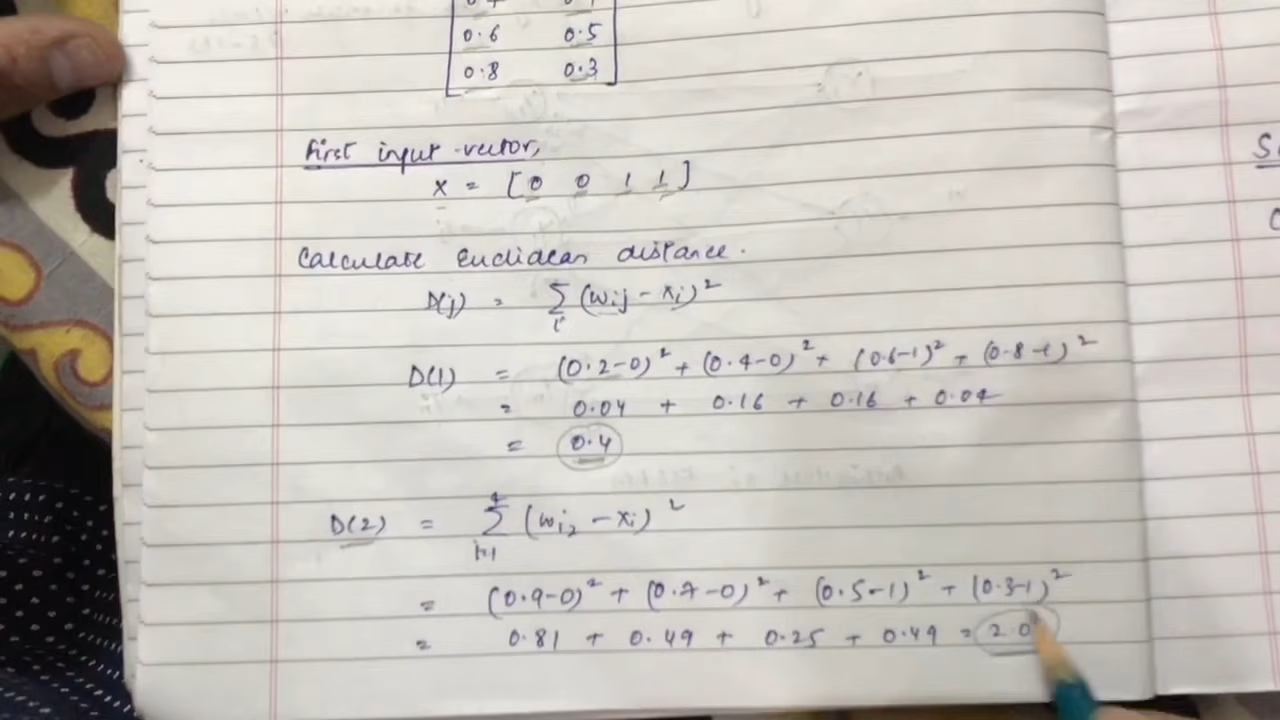 0.6 0.5
0.8 0.3
First input vector,
x = [0 0 1 1]
Calculate Euclidean distance.
D(j) = Σ (wij - xi)²
i
D(1) = (0.2-0)² + (0.4-0)² + (0.6-1)² + (0.8-1)²
= 0.04 + 0.16 + 0.16 + 0.04
= 0.4
4
D(2) = Σ (wi2 - xi)²
i=1
= (0.9-0)² + (0.7-0)² + (0.5-1)² + (0.3-1)²
= 0.81 + 0.49 + 0.25 + 0.49 = 2.0